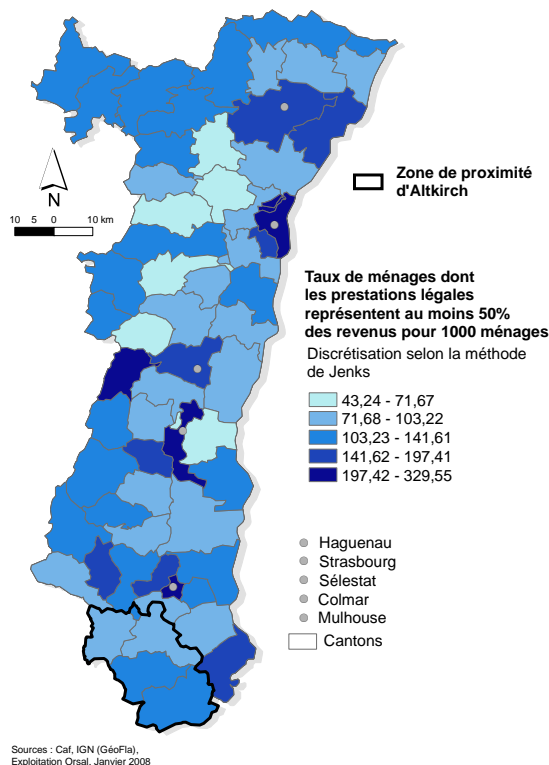 N
10 5 0 10 km
Zone de proximité
d'Altkirch
Taux de ménages dont
les prestations légales
représentent au moins 50%
des revenus pour 1000 ménages
Discrétisation selon la méthode
de Jenks
43,24 - 71,67
71,68 - 103,22
103,23 - 141,61
141,62 - 197,41
197,42 - 329,55
Haguenau
Strasbourg
Sélestat
Colmar
Mulhouse
Cantons
Sources : Caf, IGN (GéoFla),
Exploitation Orsal, Janvier 2008